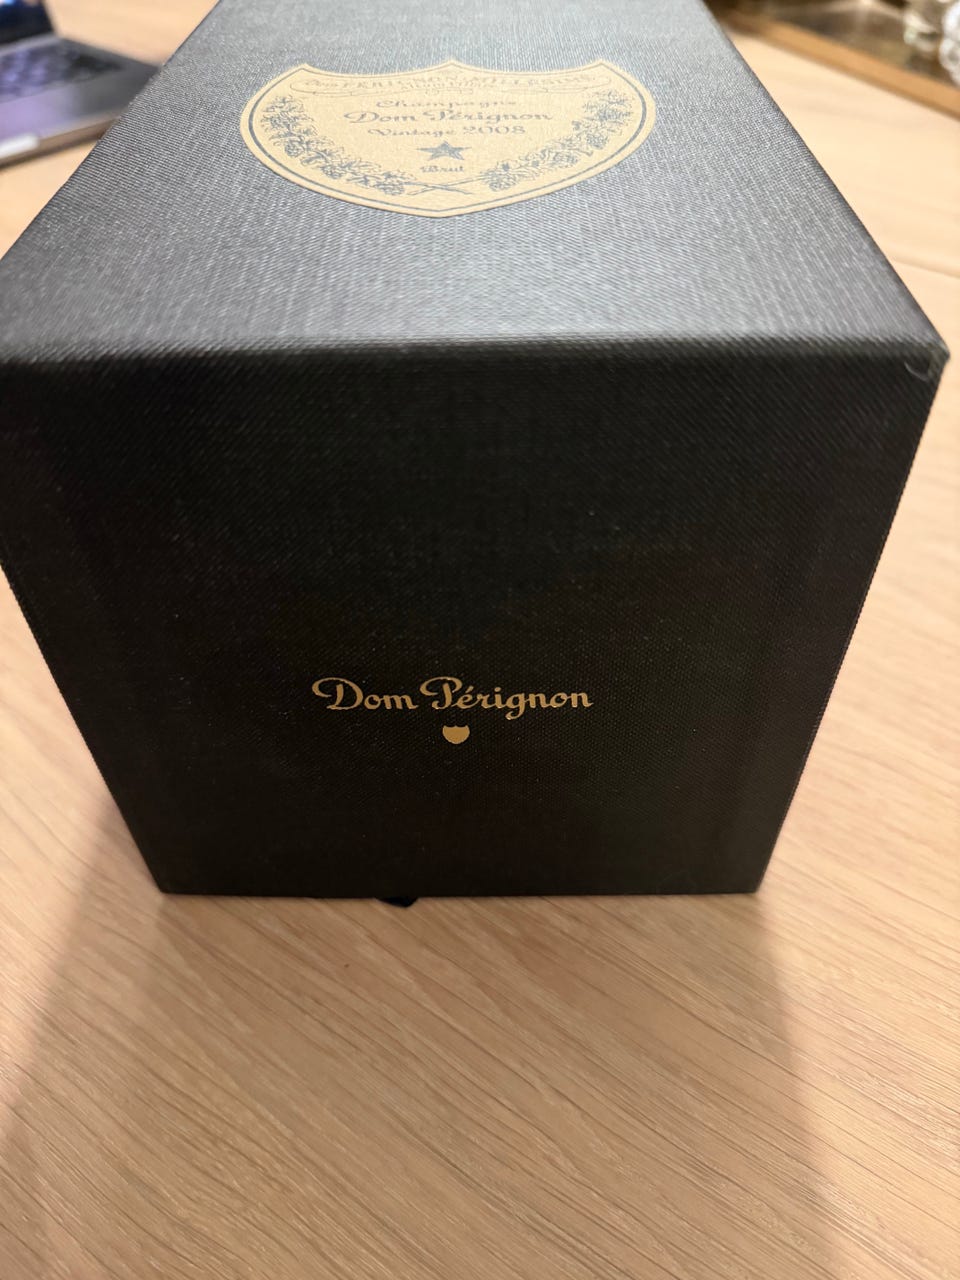 Champagne
Dom Pérignon
Vintage 2008
Brut
Dom Pérignon